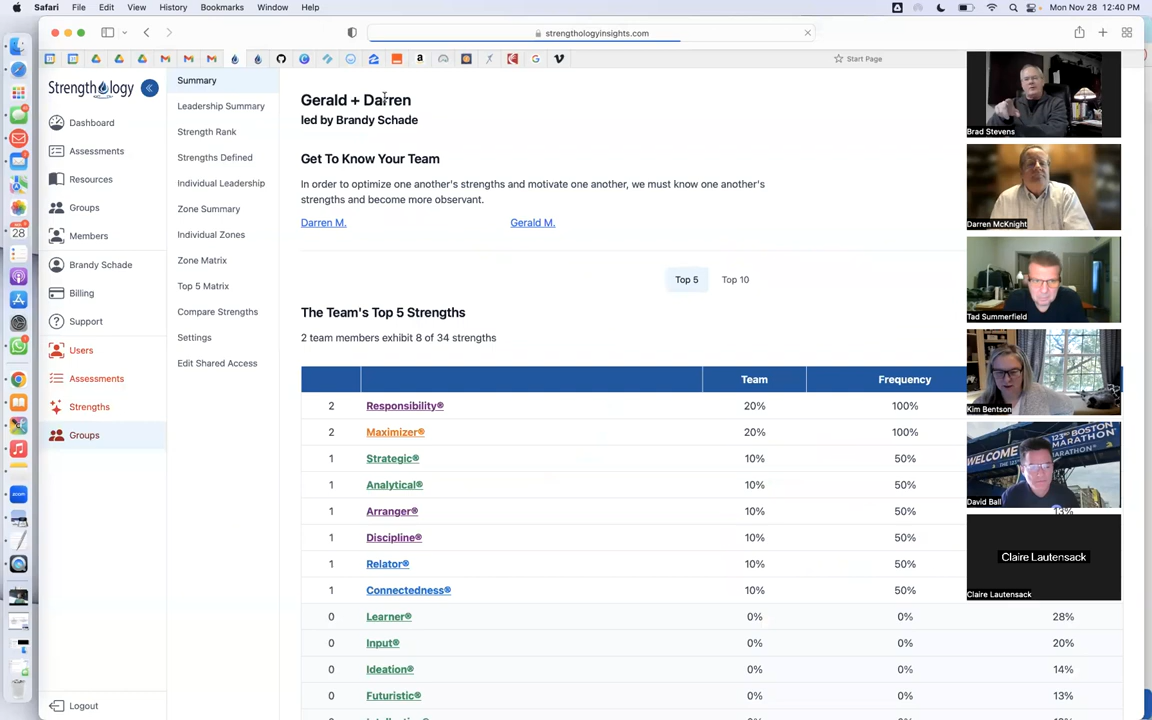 Safari File Edit View History Bookmarks Window Help Mon Nov 28 12:40 PM
strengthologyinsights.com
Start Page
Strengthology
Dashboard
Assessments
Resources
Groups
Members
Brandy Schade
Billing
Support
Users
Assessments
Strengths
Groups
Logout
Summary
Leadership Summary
Strength Rank
Strengths Defined
Individual Leadership
Zone Summary
Individual Zones
Zone Matrix
Top 5 Matrix
Compare Strengths
Settings
Edit Shared Access
Gerald + Darren
led by Brandy Schade
Get To Know Your Team
In order to optimize one another's strengths and motivate one another, we must know one another's
strengths and become more observant.
Darren M. Gerald M.
Top 5 Top 10
The Team's Top 5 Strengths
2 team members exhibit 8 of 34 strengths
Team Frequency
2 Responsibility® 20% 100%
2 Maximizer® 20% 100%
1 Strategic® 10% 50%
1 Analytical® 10% 50%
1 Arranger® 10% 50% 13%
1 Discipline® 10% 50%
1 Relator® 10% 50%
1 Connectedness® 10% 50%
0 Learner® 0% 0% 28%
0 Input® 0% 0% 20%
0 Ideation® 0% 0% 14%
0 Futuristic® 0% 0% 13%
Brad Stevens
Darren McKnight
Tad Summerfield
Kim Bentson
WELCOME
123RD BOSTON
MARATHON
David Ball
Claire Lautensack
Claire Lautensack
zoom
28